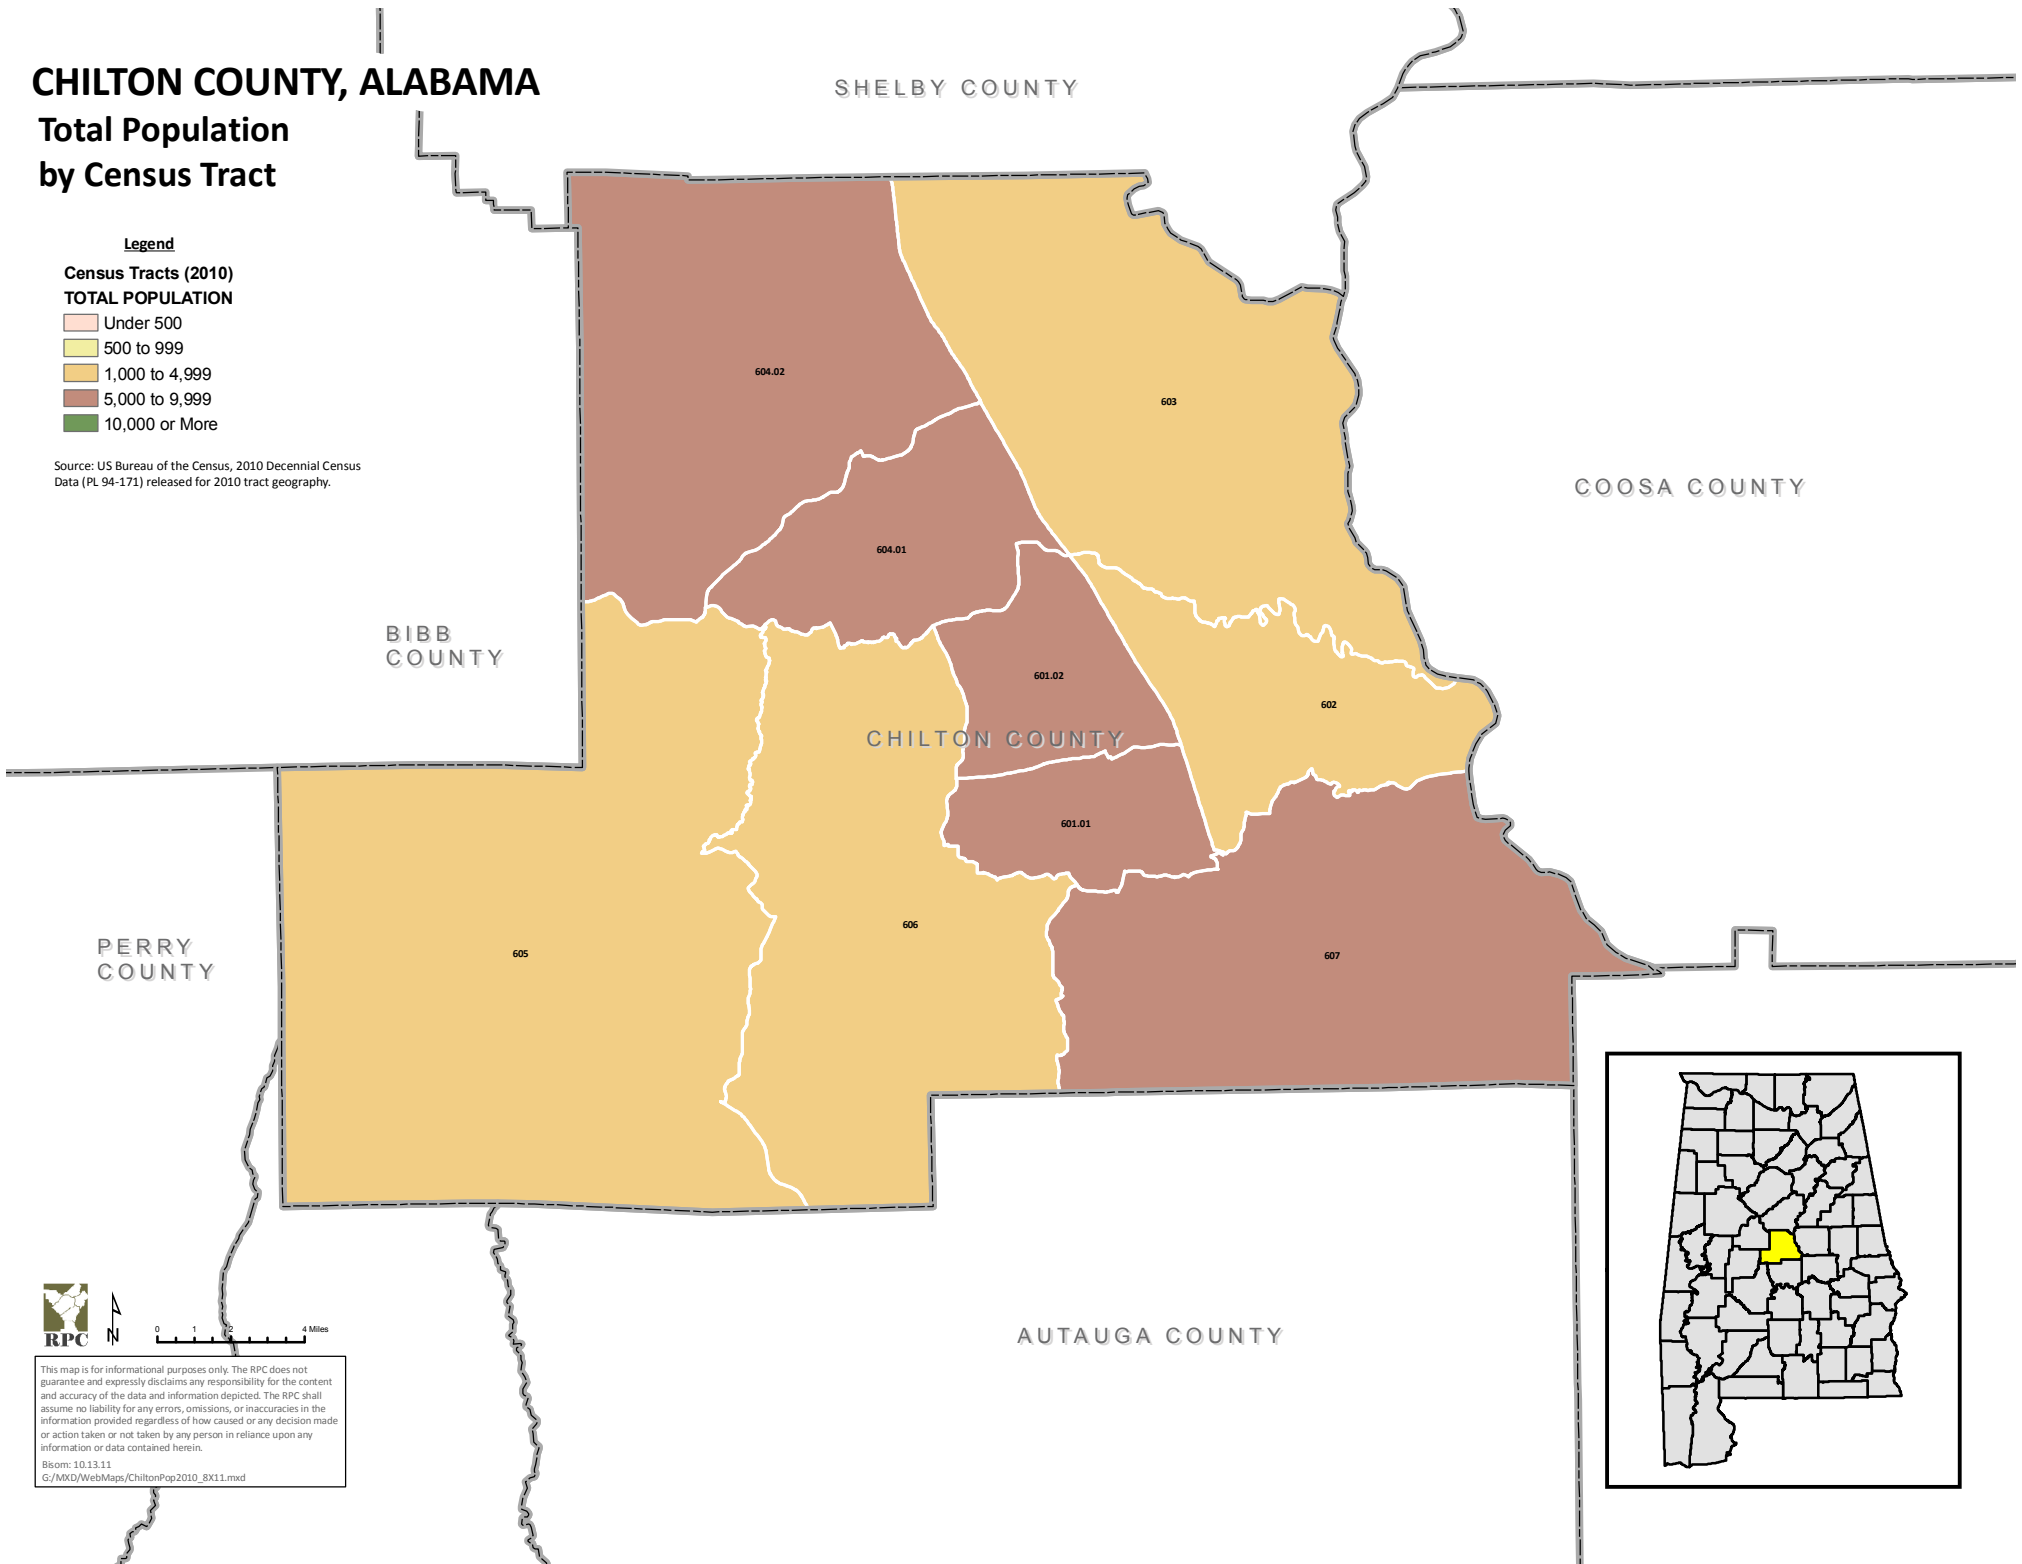 CHILTON COUNTY, ALABAMA
Total Population
by Census Tract
Legend
Census Tracts (2010)
TOTAL POPULATION
Under 500
500 to 999
1,000 to 4,999
5,000 to 9,999
10,000 or More
Source: US Bureau of the Census, 2010 Decennial Census
Data (PL 94-171) released for 2010 tract geography.
SHELBY COUNTY
604.02
603
COOSA COUNTY
604.01
BIBB
COUNTY
601.02
602
CHILTON COUNTY
601.01
606
605
607
PERRY
COUNTY
AUTAUGA COUNTY
RPC
N
0 1 2 4 Miles
This map is for informational purposes only. The RPC does not
guarantee and expressly disclaims any responsibility for the content
and accuracy of the data and information depicted. The RPC shall
assume no liability for any errors, omissions, or inaccuracies in the
information provided regardless of how caused or any decision made
or action taken or not taken by any person in reliance upon any
information or data contained herein.
Bisom: 10.13.11
G:/MXD/WebMaps/ChiltonPop2010_8X11.mxd